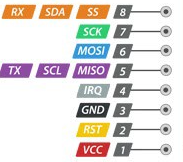 RX SDA SS 8
SCK 7
MOSI 6
TX SCL MISO 5
IRQ 4
GND 3
RST 2
VCC 1